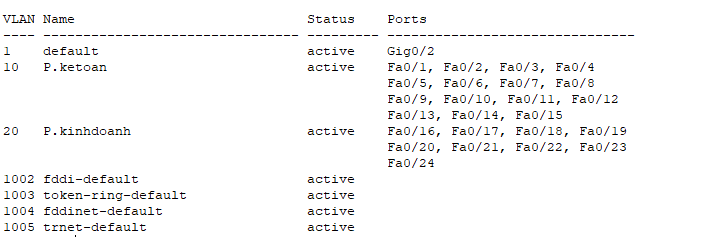 VLAN Name                             Status    Ports
---- -------------------------------- --------- -------------------------------
1    default                          active    Gig0/2
10   P.ketoan                         active    Fa0/1, Fa0/2, Fa0/3, Fa0/4
                                                Fa0/5, Fa0/6, Fa0/7, Fa0/8
                                                Fa0/9, Fa0/10, Fa0/11, Fa0/12
                                                Fa0/13, Fa0/14, Fa0/15
20   P.kinhdoanh                      active    Fa0/16, Fa0/17, Fa0/18, Fa0/19
                                                Fa0/20, Fa0/21, Fa0/22, Fa0/23
                                                Fa0/24
1002 fddi-default                     active
1003 token-ring-default               active
1004 fddinet-default                  active
1005 trnet-default                    active